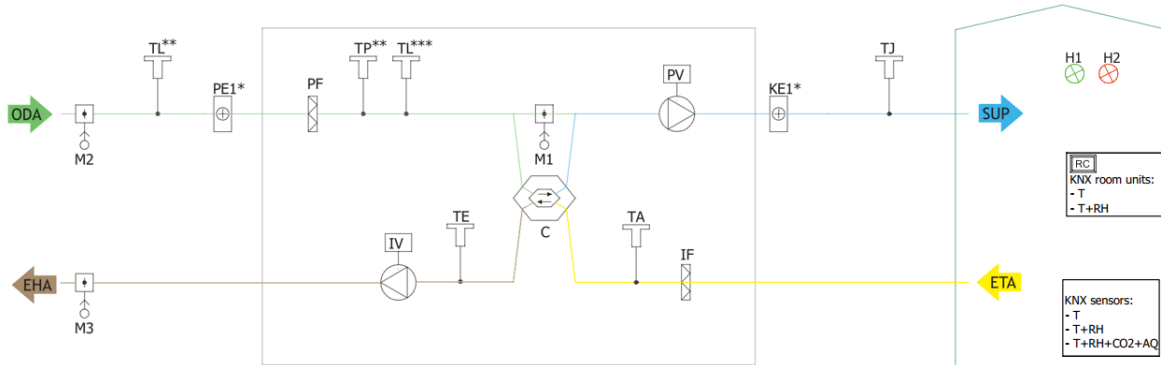 TL**
TP**
TL***
TJ
H1
H2
PE1*
PF
PV
KE1*
ODA
SUP
M2
M1
RC
KNX room units:
- T
- T+RH
C
TE
TA
IV
IF
EHA
ETA
M3
KNX sensors:
- T
- T+RH
- T+RH+CO2+AQ